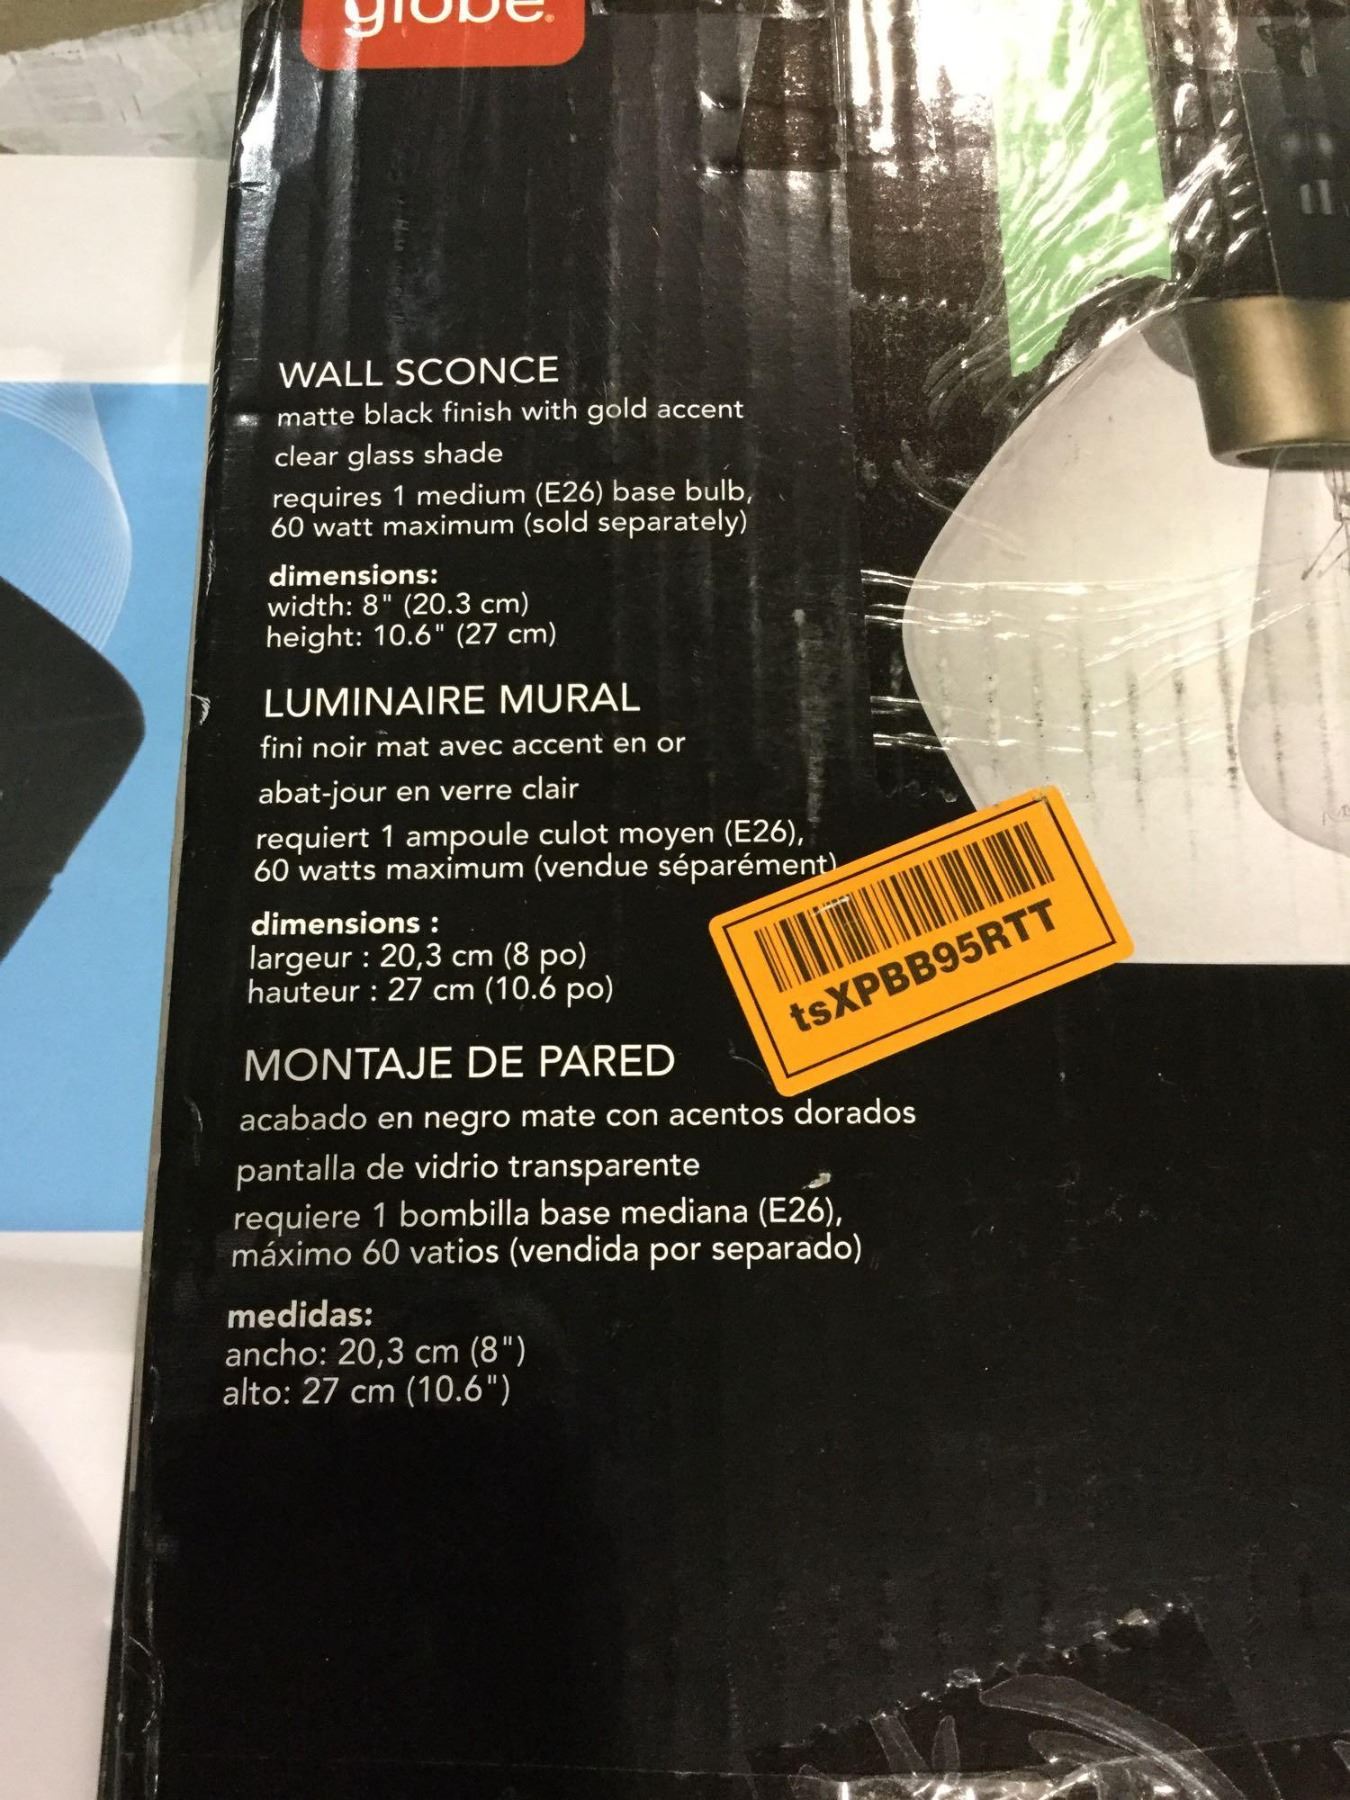 globe®
WALL SCONCE
matte black finish with gold accent
clear glass shade
requires 1 medium (E26) base bulb,
60 watt maximum (sold separately)
dimensions:
width: 8" (20.3 cm)
height: 10.6" (27 cm)
LUMINAIRE MURAL
fini noir mat avec accent en or
abat-jour en verre clair
requiert 1 ampoule culot moyen (E26),
60 watts maximum (vendue séparément)
dimensions :
largeur : 20,3 cm (8 po)
hauteur : 27 cm (10.6 po)
tsXPBB95RTT
MONTAJE DE PARED
acabado en negro mate con acentos dorados
pantalla de vidrio transparente
requiere 1 bombilla base mediana (E26),
máximo 60 vatios (vendida por separado)
medidas:
ancho: 20,3 cm (8")
alto: 27 cm (10.6")